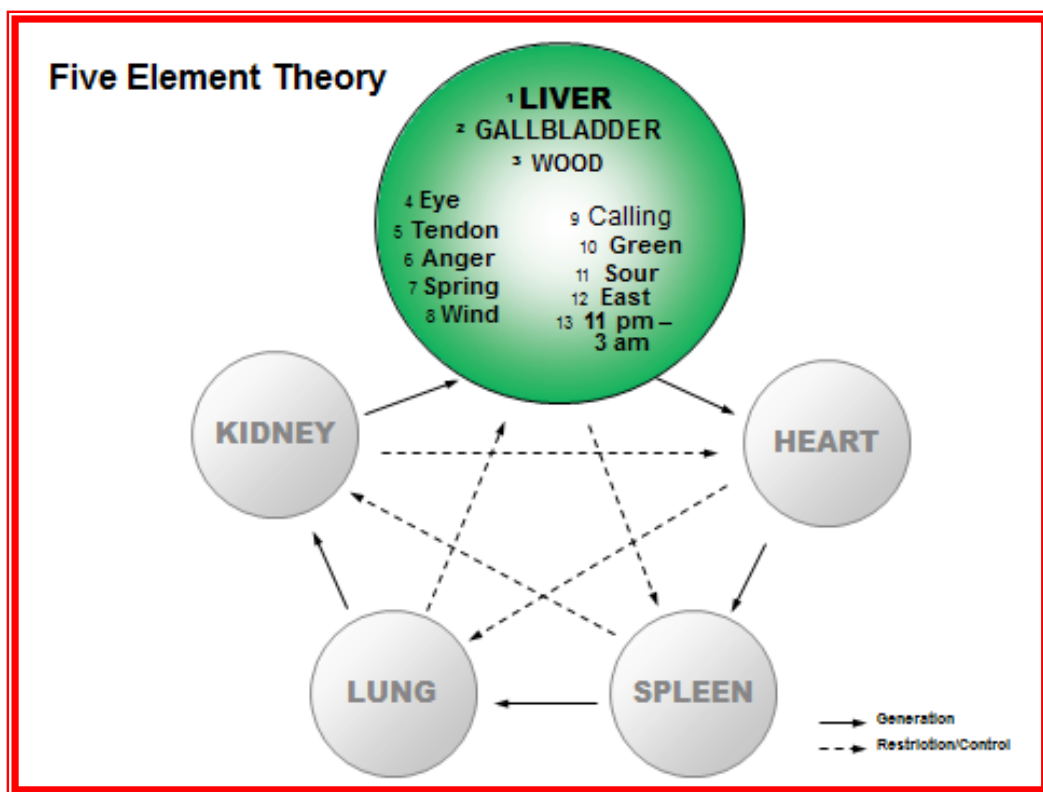 Five Element Theory
1 LIVER
2 GALLBLADDER
3 WOOD
4 Eye
5 Tendon
6 Anger
7 Spring
8 Wind
9 Calling
10 Green
11 Sour
12 East
13 11 pm –
3 am
KIDNEY
HEART
LUNG
SPLEEN
Generation
Restriotion/Control